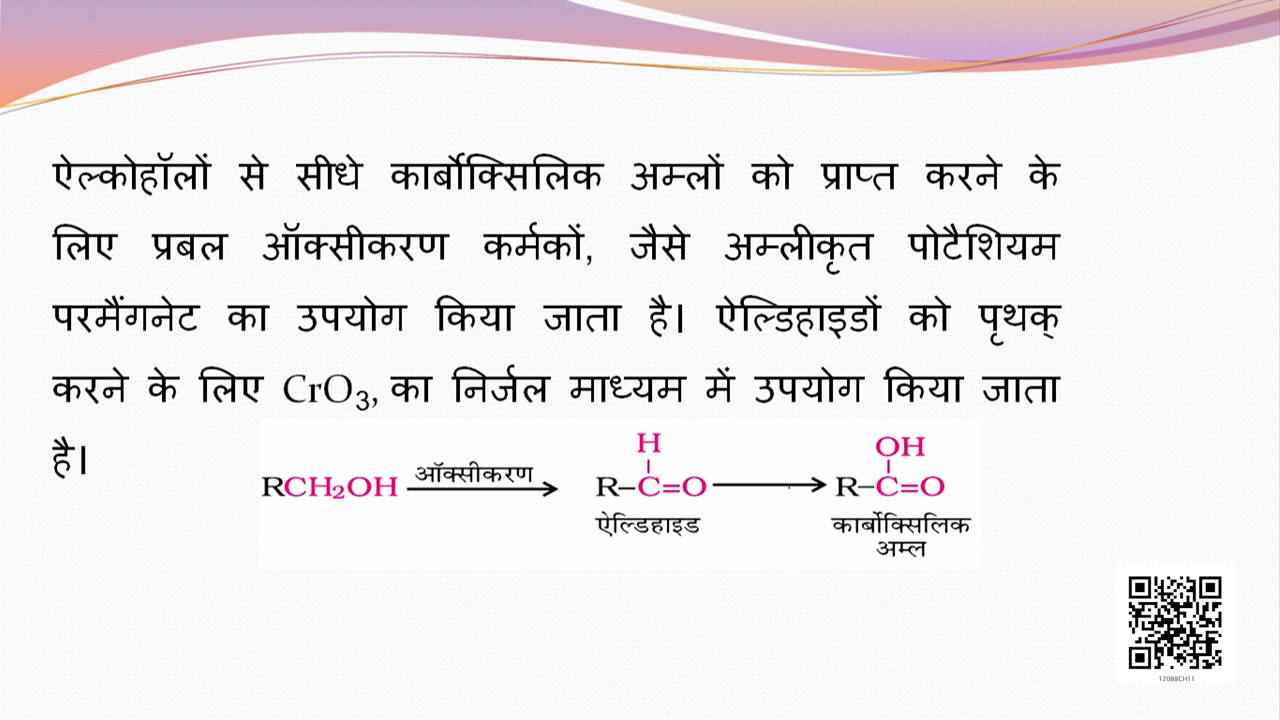 ऐल्कोहॉलों से सीधे कार्बोक्सिलिक अम्लों को प्राप्त करने के
लिए प्रबल ऑक्सीकरण कर्मकों, जैसे अम्लीकृत पोटैशियम
परमैंगनेट का उपयोग किया जाता है। ऐल्डिहाइडों को पृथक्
करने के लिए CrO₃, का निर्जल माध्यम में उपयोग किया जाता
है।
H OH
ऑक्सीकरण
RCH₂OH R–C=O R–C=O
ऐल्डिहाइड कार्बोक्सिलिक
अम्ल
12088CH11